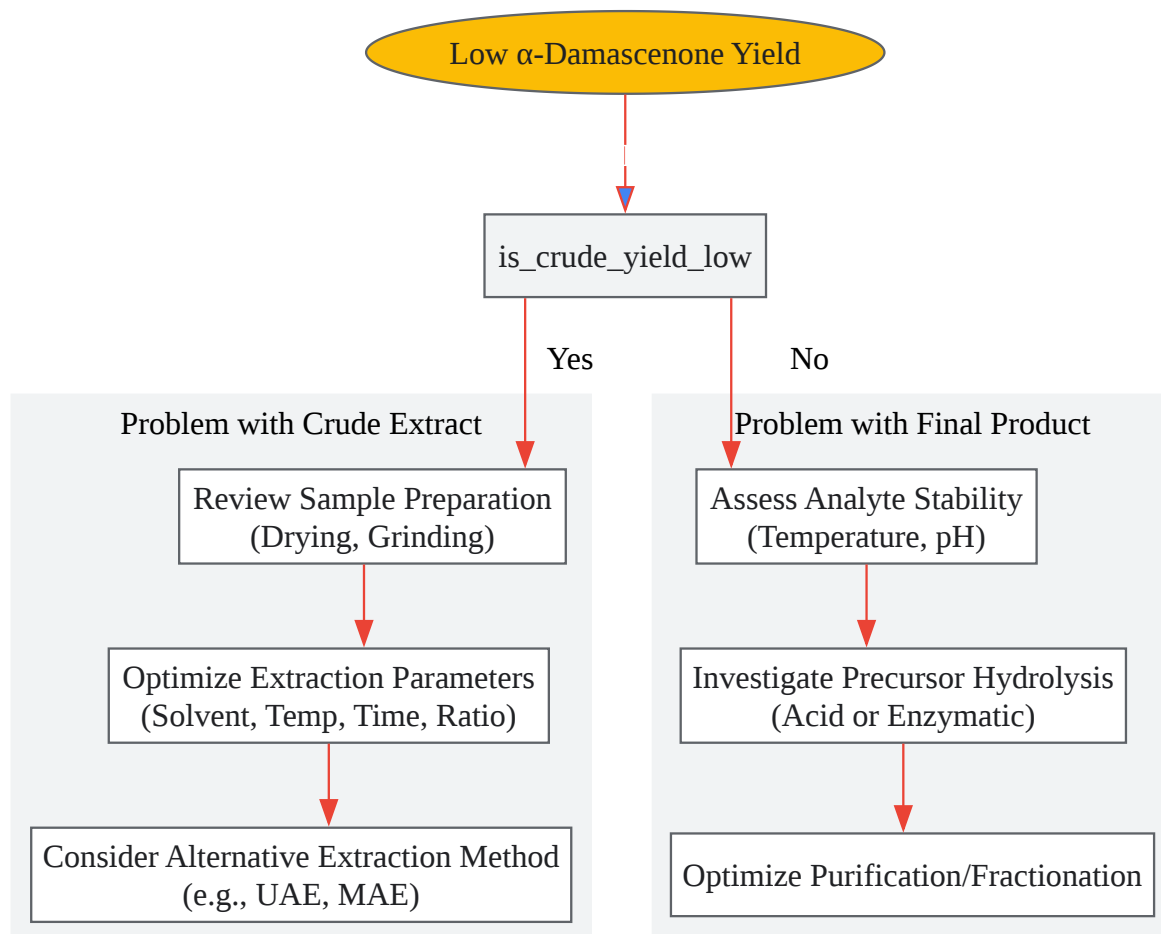 Low α-Damascenone Yield
is_crude_yield_low
Yes
No
Problem with Crude Extract
Review Sample Preparation
(Drying, Grinding)
Optimize Extraction Parameters
(Solvent, Temp, Time, Ratio)
Consider Alternative Extraction Method
(e.g., UAE, MAE)
Problem with Final Product
Assess Analyte Stability
(Temperature, pH)
Investigate Precursor Hydrolysis
(Acid or Enzymatic)
Optimize Purification/Fractionation